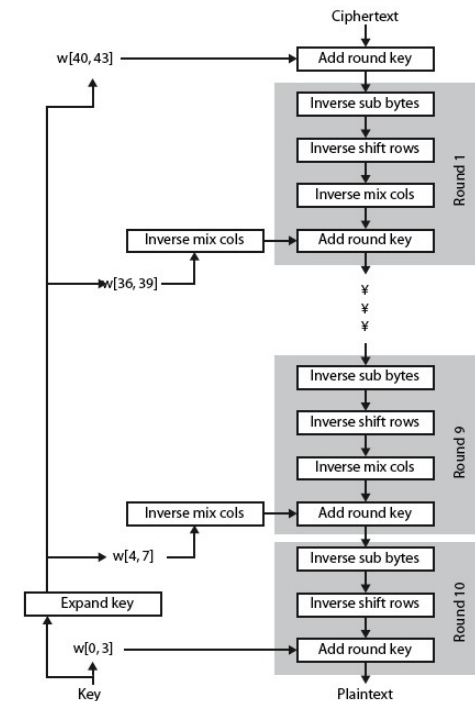 Ciphertext
w[40, 43]
Add round key
Inverse sub bytes
Inverse shift rows
Inverse mix cols
Inverse mix cols
Add round key
Round 1
w[36, 39]
¥
¥
¥
Inverse sub bytes
Inverse shift rows
Inverse mix cols
Inverse mix cols
Add round key
Round 9
w[4, 7]
Inverse sub bytes
Expand key
Inverse shift rows
w[0, 3]
Add round key
Round 10
Key
Plaintext